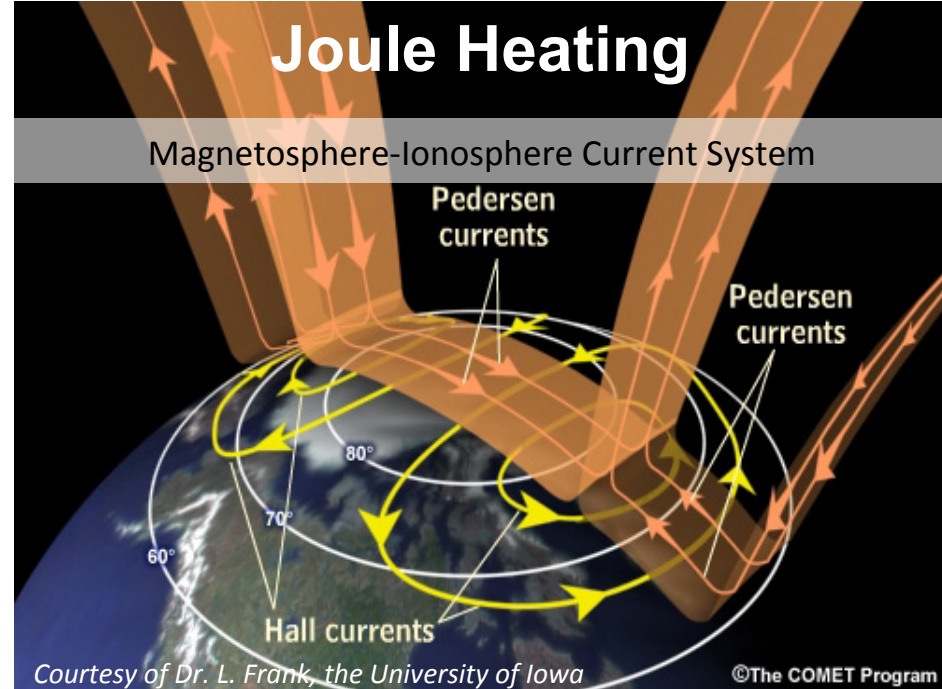 Joule Heating
Magnetosphere-Ionosphere Current System
Pedersen
currents
Pedersen
currents
80°
70°
60°
Hall currents
Courtesy of Dr. L. Frank, the University of Iowa
©The COMET Program